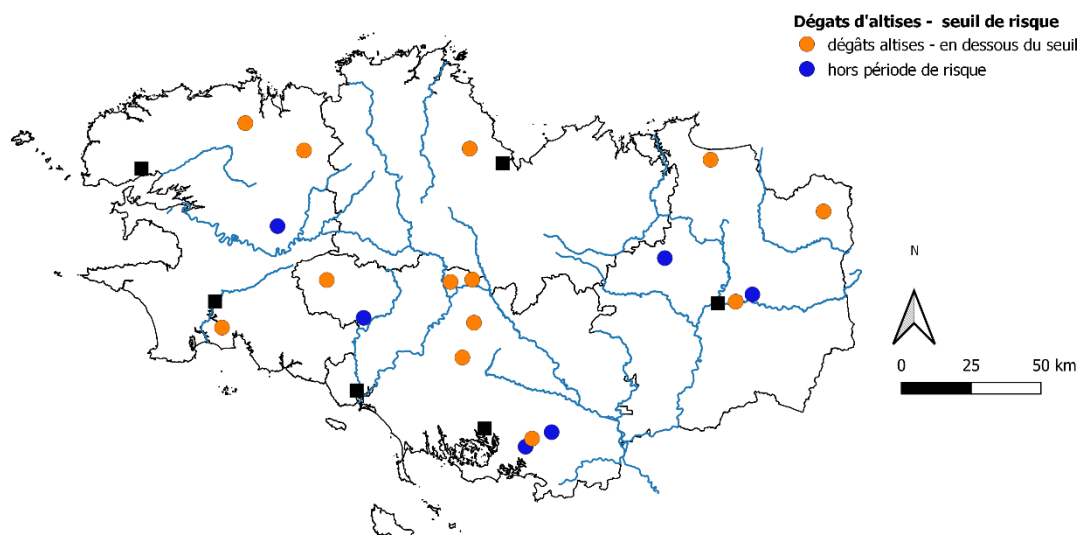 Dégats d'altises - seuil de risque
dégâts altises - en dessous du seuil
hors période de risque
N
0 25 50 km